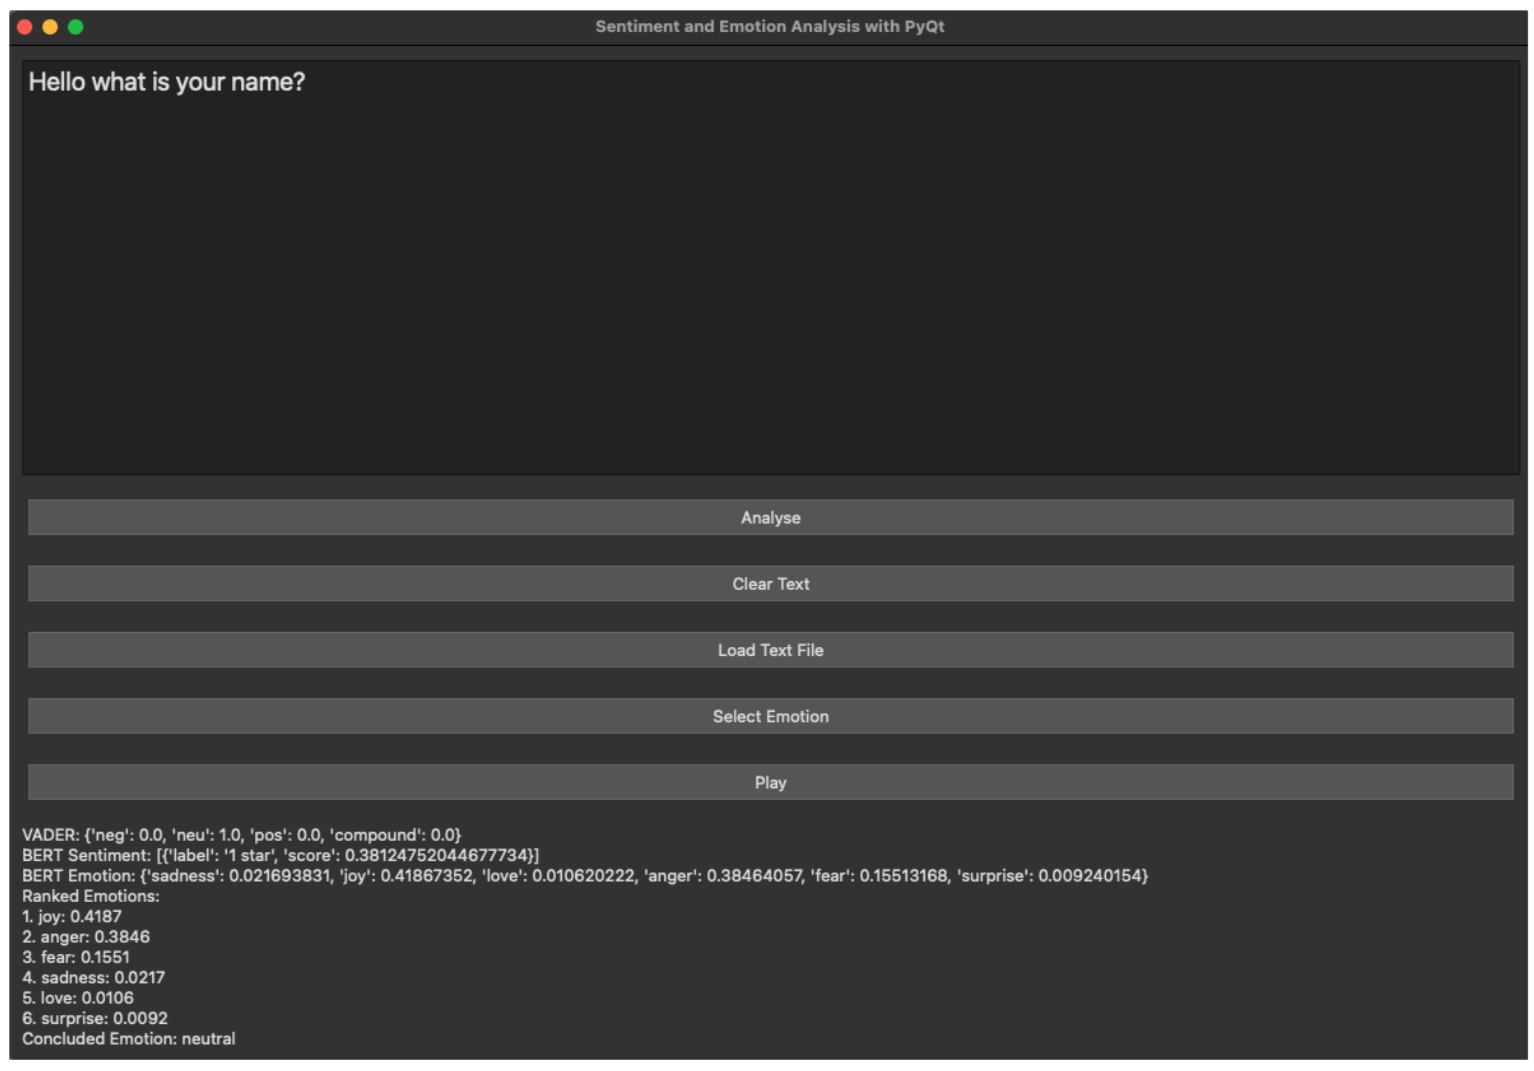 Sentiment and Emotion Analysis with PyQt
Hello what is your name?
Analyse
Clear Text
Load Text File
Select Emotion
Play
VADER: {'neg': 0.0, 'neu': 1.0, 'pos': 0.0, 'compound': 0.0}
BERT Sentiment: [{'label': '1 star', 'score': 0.38124752044677734}]
BERT Emotion: {'sadness': 0.021693831, 'joy': 0.41867352, 'love': 0.010620222, 'anger': 0.38464057, 'fear': 0.15513168, 'surprise': 0.009240154}
Ranked Emotions:
1. joy: 0.4187
2. anger: 0.3846
3. fear: 0.1551
4. sadness: 0.0217
5. love: 0.0106
6. surprise: 0.0092
Concluded Emotion: neutral